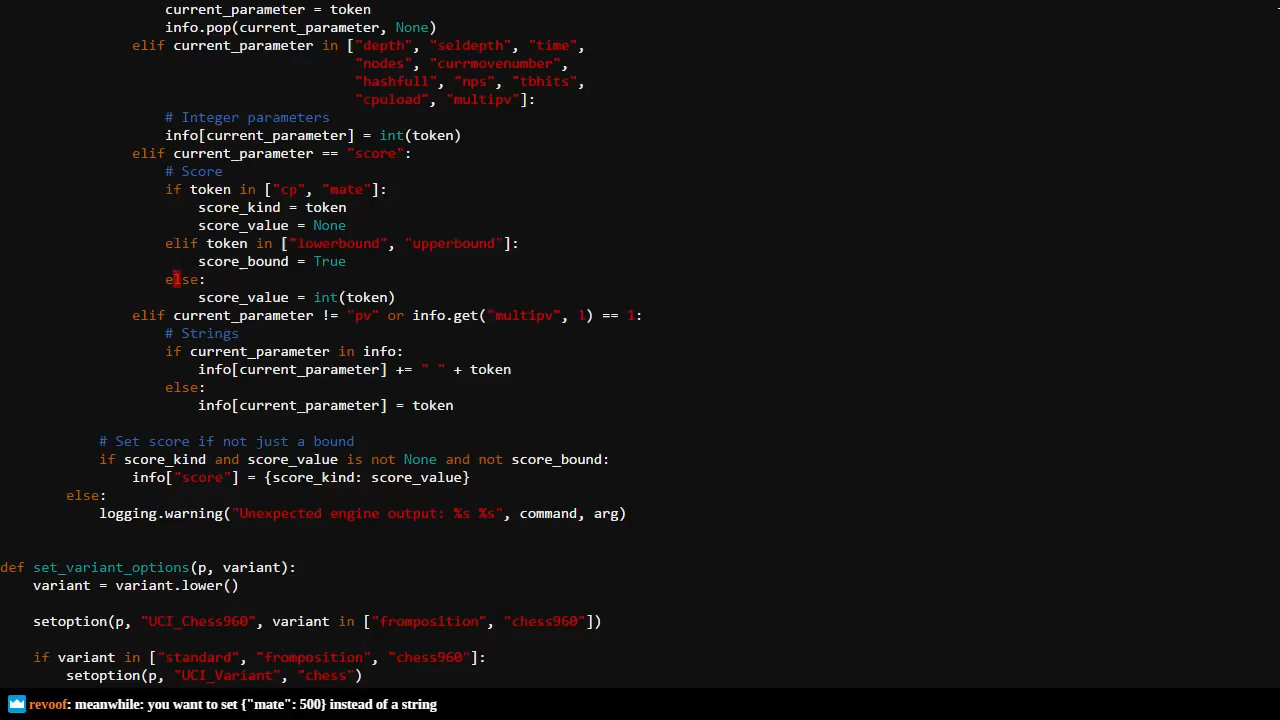 current_parameter = token
info.pop(current_parameter, None)
elif current_parameter in ["depth", "seldepth", "time",
"nodes", "currmovenumber",
"hashfull", "nps", "tbhits",
"cpuload", "multipv"]:
# Integer parameters
info[current_parameter] = int(token)
elif current_parameter == "score":
# Score
if token in ["cp", "mate"]:
score_kind = token
score_value = None
elif token in ["lowerbound", "upperbound"]:
score_bound = True
else:
score_value = int(token)
elif current_parameter != "pv" or info.get("multipv", 1) == 1:
# Strings
if current_parameter in info:
info[current_parameter] += " " + token
else:
info[current_parameter] = token
# Set score if not just a bound
if score_kind and score_value is not None and not score_bound:
info["score"] = {score_kind: score_value}
else:
logging.warning("Unexpected engine output: %s %s", command, arg)
def set_variant_options(p, variant):
variant = variant.lower()
setoption(p, "UCI_Chess960", variant in ["fromposition", "chess960"])
if variant in ["standard", "fromposition", "chess960"]:
setoption(p, "UCI_Variant", "chess")
revoof: meanwhile: you want to set {"mate": 500} instead of a string